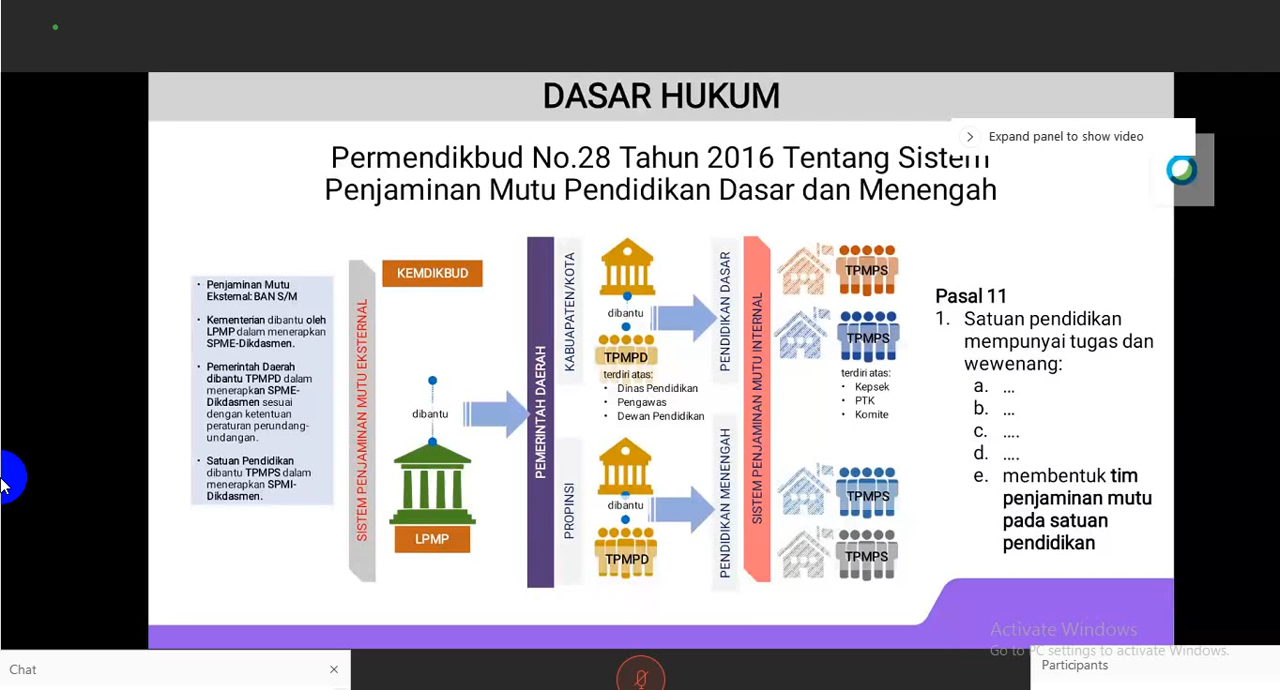 DASAR HUKUM
Expand panel to show video
Permendikbud No.28 Tahun 2016 Tentang Sistem
Penjaminan Mutu Pendidikan Dasar dan Menengah
• Penjaminan Mutu
Eksternal: BAN S/M
• Kementerian dibantu oleh
LPMP dalam menerapkan
SPME-Dikdasmen.
• Pemerintah Daerah
dibantu TPMPD dalam
menerapkan SPME-
Dikdasmen sesuai
dengan ketentuan
peraturan perundang-
undangan.
• Satuan Pendidikan
dibantu TPMPS dalam
menerapkan SPMI-
Dikdasmen.
SISTEM PENJAMINAN MUTU EKSTERNAL
KEMDIKBUD
dibantu
LPMP
PEMERINTAH DAERAH
KABUAPATEN/KOTA
dibantu
TPMPD
terdiri atas:
• Dinas Pendidikan
• Pengawas
• Dewan Pendidikan
PROPINSI
dibantu
TPMPD
PENDIDIKAN DASAR
PENDIDIKAN MENENGAH
SISTEM PENJAMINAN MUTU INTERNAL
TPMPS
TPMPS
terdiri atas:
• Kepsek
• PTK
• Komite
TPMPS
TPMPS
Pasal 11
1. Satuan pendidikan
mempunyai tugas dan
wewenang:
a. ...
b. ...
c. ....
d. ....
e. membentuk tim
penjaminan mutu
pada satuan
pendidikan
Activate Windows
Go to PC settings to activate Windows.
Chat
Participants